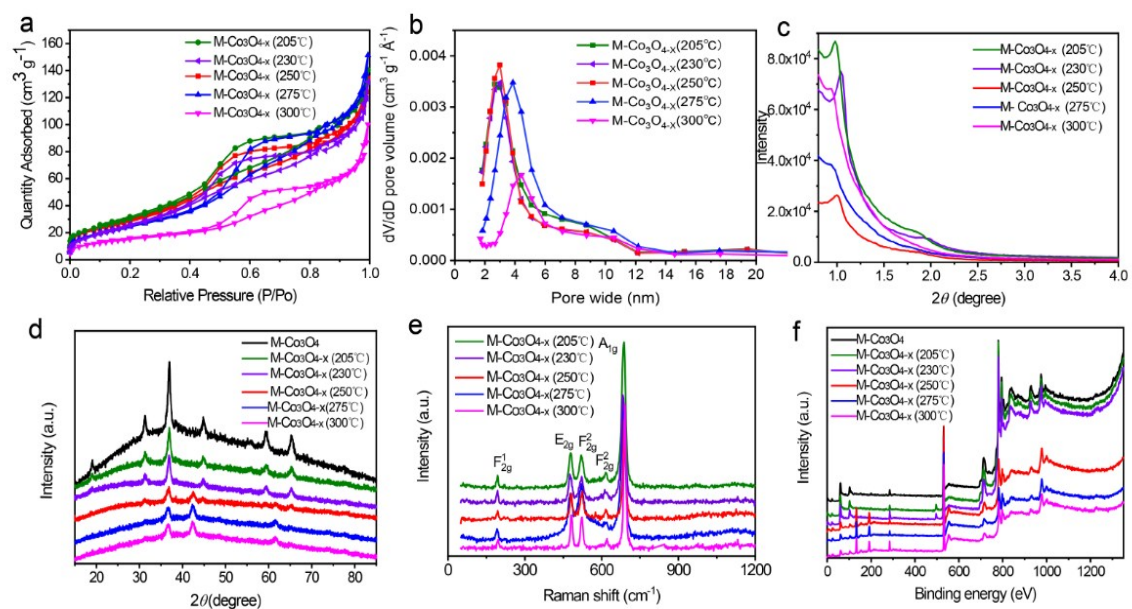 a
160
140
120
100
80
60
40
20
0
0.0 0.2 0.4 0.6 0.8 1.0
Quantity Adsorbed (cm³ g⁻¹)
Relative Pressure (P/Po)
M-Co3O4-x (205℃)
M-Co3O4-x (230℃)
M-Co3O4-x (250℃)
M-Co3O4-x (275℃)
M-Co3O4-x (300℃)
b
0.004
0.003
0.002
0.001
0.000
0 2 4 6 8 10 12 14 16 18 20
dV/dD pore volume (cm³ g⁻¹ Å⁻¹)
Pore wide (nm)
M-Co₃O₄₋ₓ(205°C)
M-Co₃O₄₋ₓ(230°C)
M-Co₃O₄₋ₓ(250°C)
M-Co₃O₄₋ₓ(275°C)
M-Co₃O₄₋ₓ(300°C)
c
8.0x10⁴
6.0x10⁴
4.0x10⁴
2.0x10⁴
0.0
1.0 1.5 2.0 2.5 3.0 3.5 4.0
Intensity
2θ (degree)
M-Co3O4-x (205℃)
M-Co3O4-x (230℃)
M-Co3O4-x (250℃)
M- Co3O4-x (275℃)
M-Co3O4-x (300℃)
d
20 30 40 50 60 70 80
Intensity (a.u.)
2θ(degree)
M-Co3O4
M-Co3O4-x (205℃)
M-Co3O4-x (230℃)
M-Co3O4-x (250℃)
M-Co3O4-x(275℃)
M-Co3O4-x (300℃)
e
0 200 400 600 800 1000 1200
Intensity (a.u.)
Raman shift (cm⁻¹)
M-Co3O4-x (205℃)
M-Co3O4-x (230℃)
M-Co3O4-x (250℃)
M-Co3O4-x (275℃)
M-Co3O4-x (300℃)
A1g
E2g F²2g
F¹2g F²2g
f
0 200 400 600 800 1000 1200
Intensity (a.u.)
Binding energy (eV)
M-Co3O4
M-Co3O4-x (205℃)
M-Co3O4-x (230℃)
M-Co3O4-x (250℃)
M-Co3O4-x (275℃)
M-Co3O4-x (300℃)